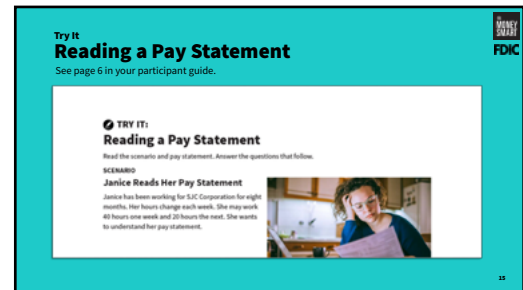 Try It
Reading a Pay Statement
See page 6 in your participant guide.
MONEY
SMART
FDIC
TRY IT:
Reading a Pay Statement
Read the scenario and pay statement. Answer the questions that follow.
SCENARIO
Janice Reads Her Pay Statement
Janice has been working for SJC Corporation for eight
months. Her hours change each week. She may work
40 hours one week and 20 hours the next. She wants
to understand her pay statement.
15